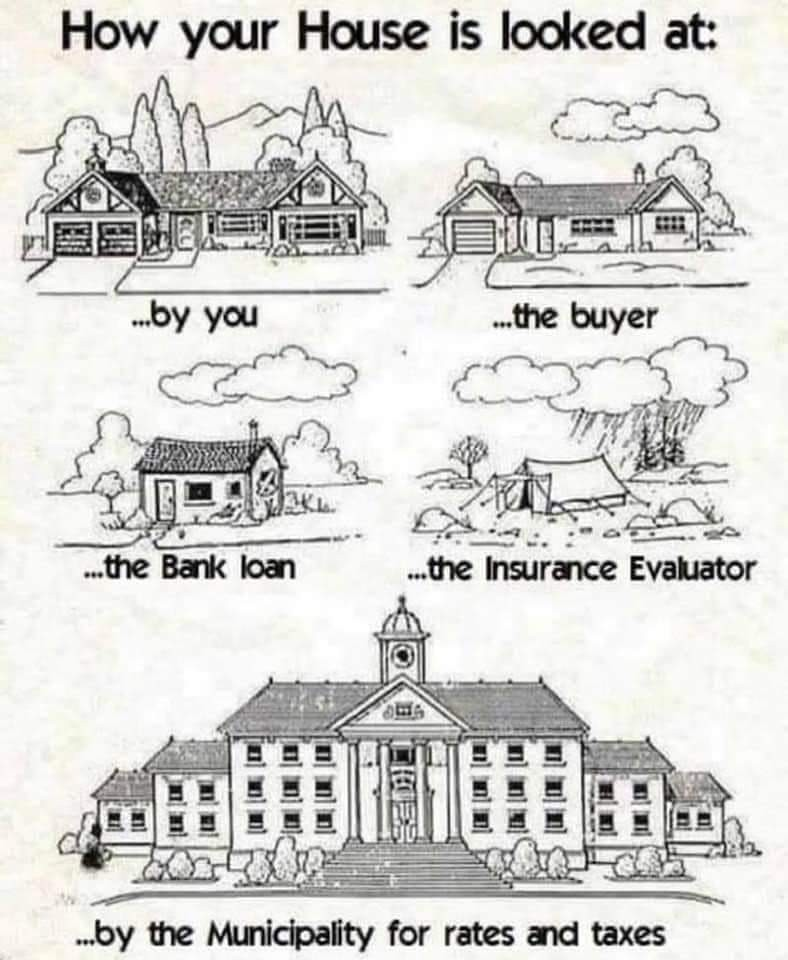 How your House is looked at:
...by you
...the buyer
...the Bank loan
...the Insurance Evaluator
...by the Municipality for rates and taxes